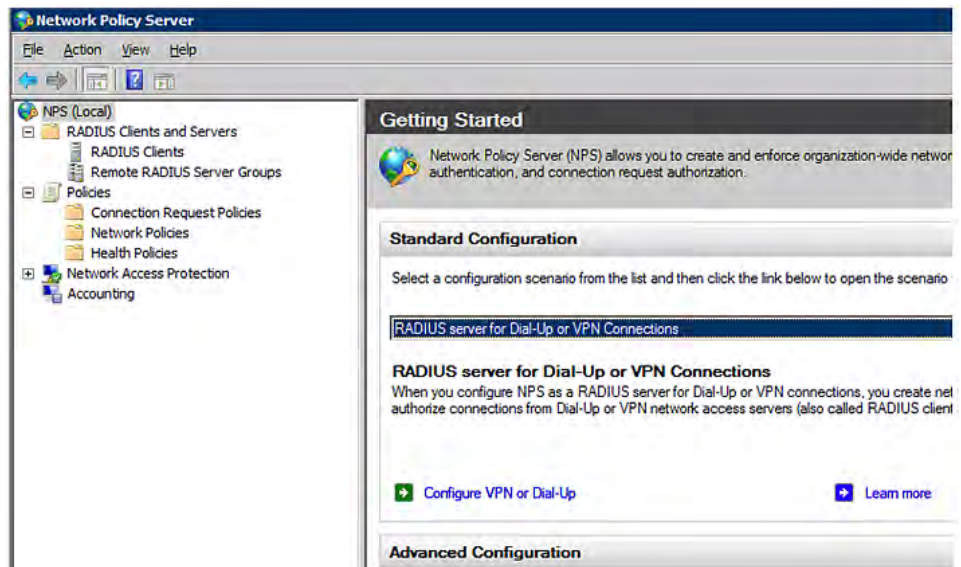 Network Policy Server
File Action View Help
NPS (Local)
RADIUS Clients and Servers
RADIUS Clients
Remote RADIUS Server Groups
Policies
Connection Request Policies
Network Policies
Health Policies
Network Access Protection
Accounting
Getting Started
Network Policy Server (NPS) allows you to create and enforce organization-wide networ
authentication, and connection request authorization.
Standard Configuration
Select a configuration scenario from the list and then click the link below to open the scenario
RADIUS server for Dial-Up or VPN Connections
RADIUS server for Dial-Up or VPN Connections
When you configure NPS as a RADIUS server for Dial-Up or VPN connections, you create net
authorize connections from Dial-Up or VPN network access servers (also called RADIUS client
Configure VPN or Dial-Up
Learn more
Advanced Configuration